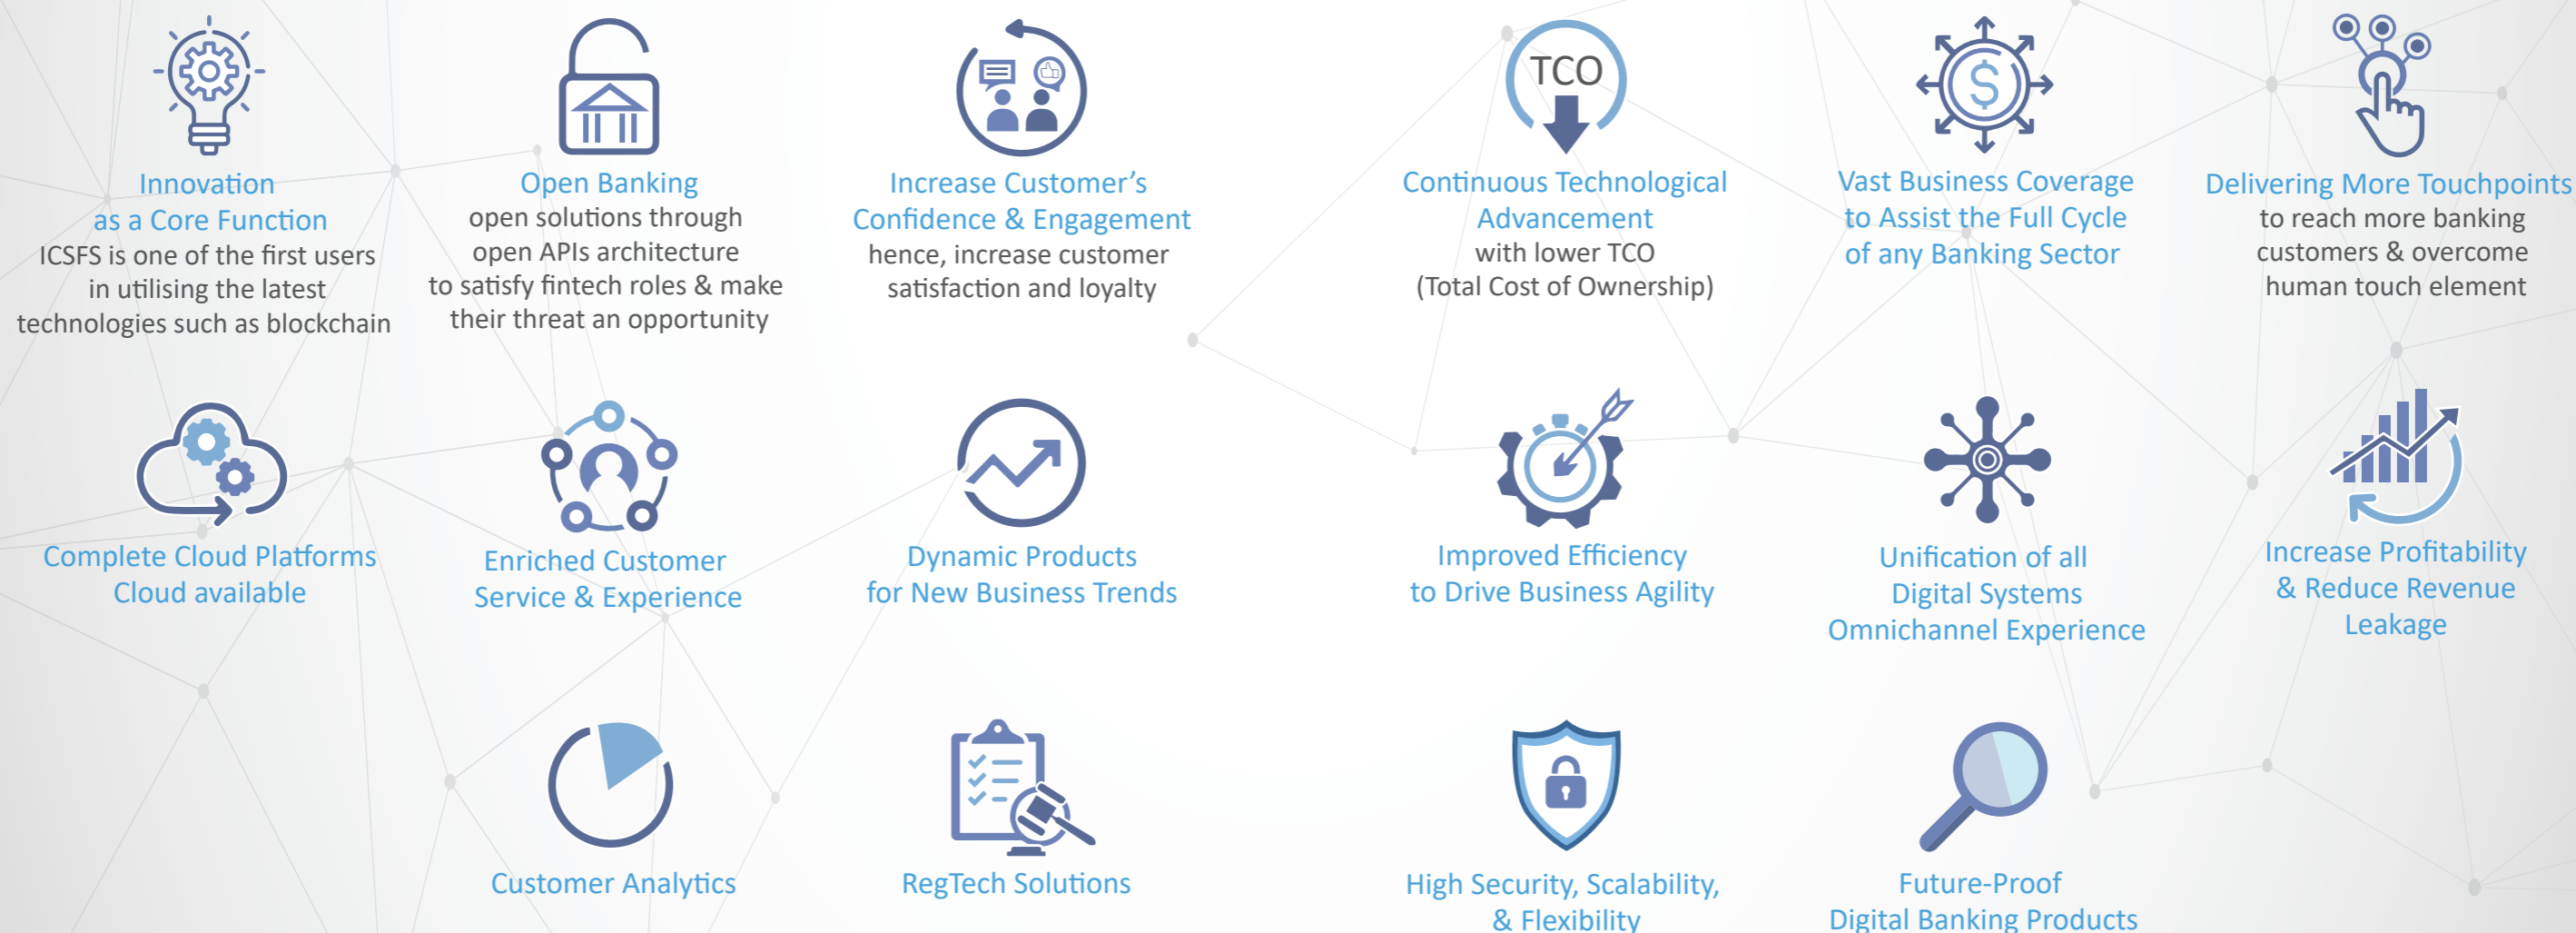 Innovation
as a Core Function
ICSFS is one of the first users
in utilising the latest
technologies such as blockchain
Open Banking
open solutions through
open APIs architecture
to satisfy fintech roles & make
their threat an opportunity
Increase Customer’s
Confidence & Engagement
hence, increase customer
satisfaction and loyalty
TCO
Continuous Technological
Advancement
with lower TCO
(Total Cost of Ownership)
$
Vast Business Coverage
to Assist the Full Cycle
of any Banking Sector
Delivering More Touchpoints
to reach more banking
customers & overcome
human touch element
Complete Cloud Platforms
Cloud available
Enriched Customer
Service & Experience
Dynamic Products
for New Business Trends
Improved Efficiency
to Drive Business Agility
Unification of all
Digital Systems
Omnichannel Experience
Increase Profitability
& Reduce Revenue
Leakage
Customer Analytics
RegTech Solutions
High Security, Scalability,
& Flexibility
Future-Proof
Digital Banking Products